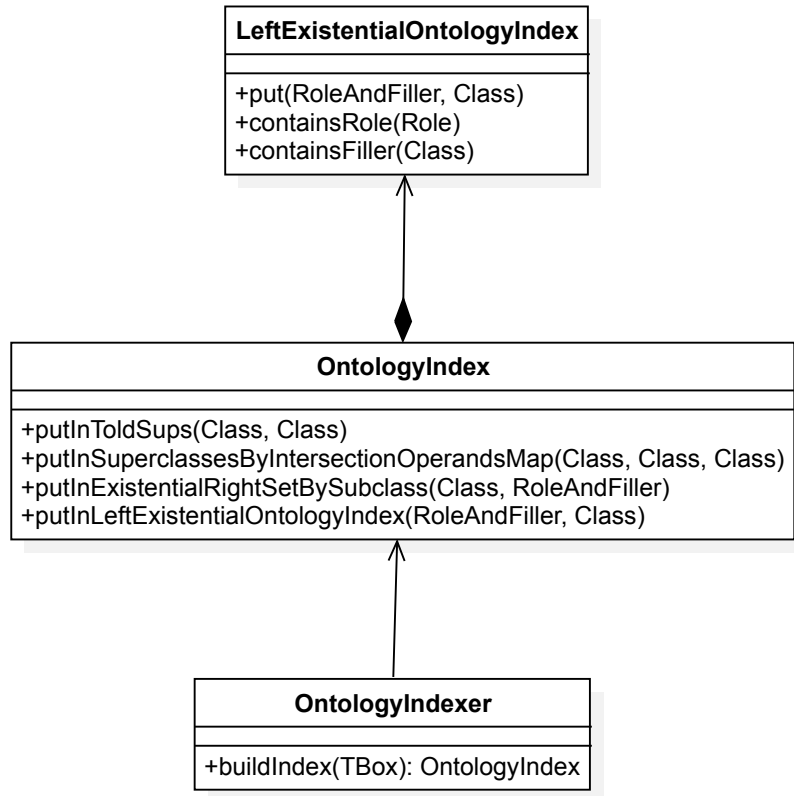 LeftExistentialOntologyIndex
+put(RoleAndFiller, Class)
+containsRole(Role)
+containsFiller(Class)
OntologyIndex
+putInToldSups(Class, Class)
+putInSuperclassesByIntersectionOperandsMap(Class, Class, Class)
+putInExistentialRightSetBySubclass(Class, RoleAndFiller)
+putInLeftExistentialOntologyIndex(RoleAndFiller, Class)
OntologyIndexer
+buildIndex(TBox): OntologyIndex